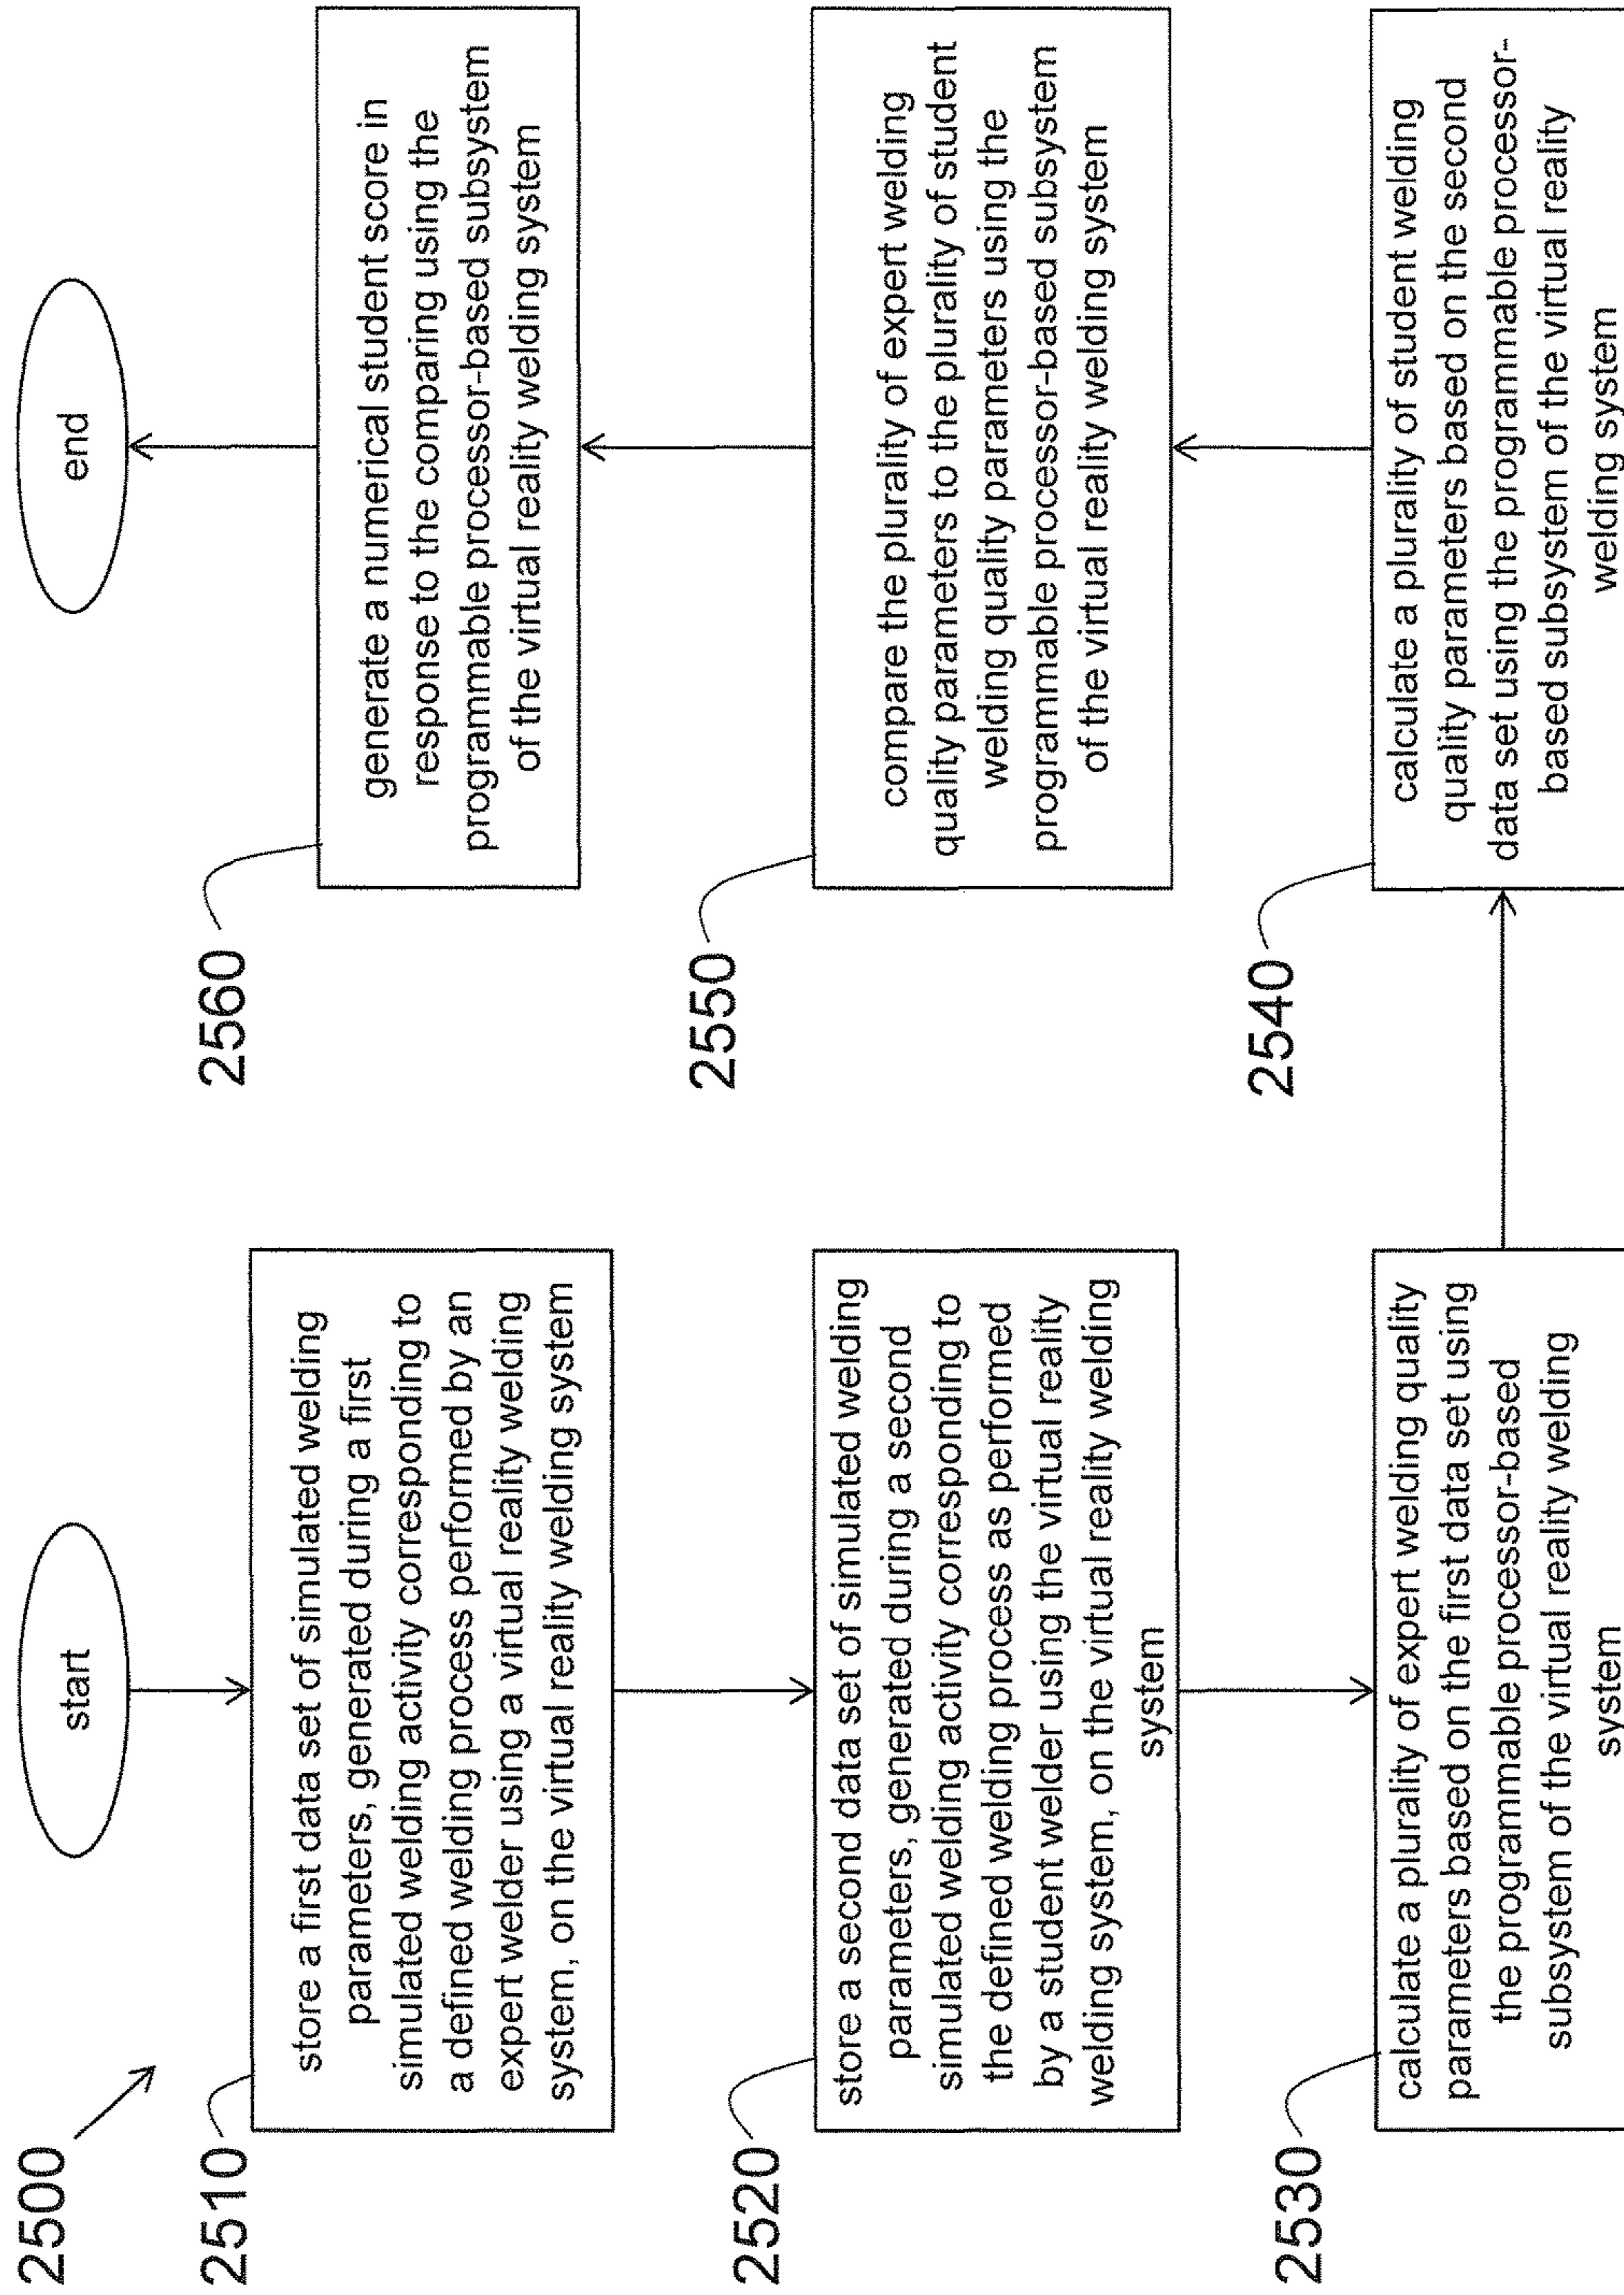 2500
start
2510
store a first data set of simulated welding
parameters, generated during a first
simulated welding activity corresponding to
a defined welding process performed by an
expert welder using a virtual reality welding
system, on the virtual reality welding system
2520
store a second data set of simulated welding
parameters, generated during a second
simulated welding activity corresponding to
the defined welding process as performed
by a student welder using the virtual reality
welding system, on the virtual reality welding
system
2530
calculate a plurality of expert welding quality
parameters based on the first data set using
the programmable processor-based
subsystem of the virtual reality welding
system
2540
calculate a plurality of student welding
quality parameters based on the second
data set using the programmable processor-
based subsystem of the virtual reality
welding system
2550
compare the plurality of expert welding
quality parameters to the plurality of student
welding quality parameters using the
programmable processor-based subsystem
of the virtual reality welding system
2560
generate a numerical student score in
response to the comparing using the
programmable processor-based subsystem
of the virtual reality welding system
end